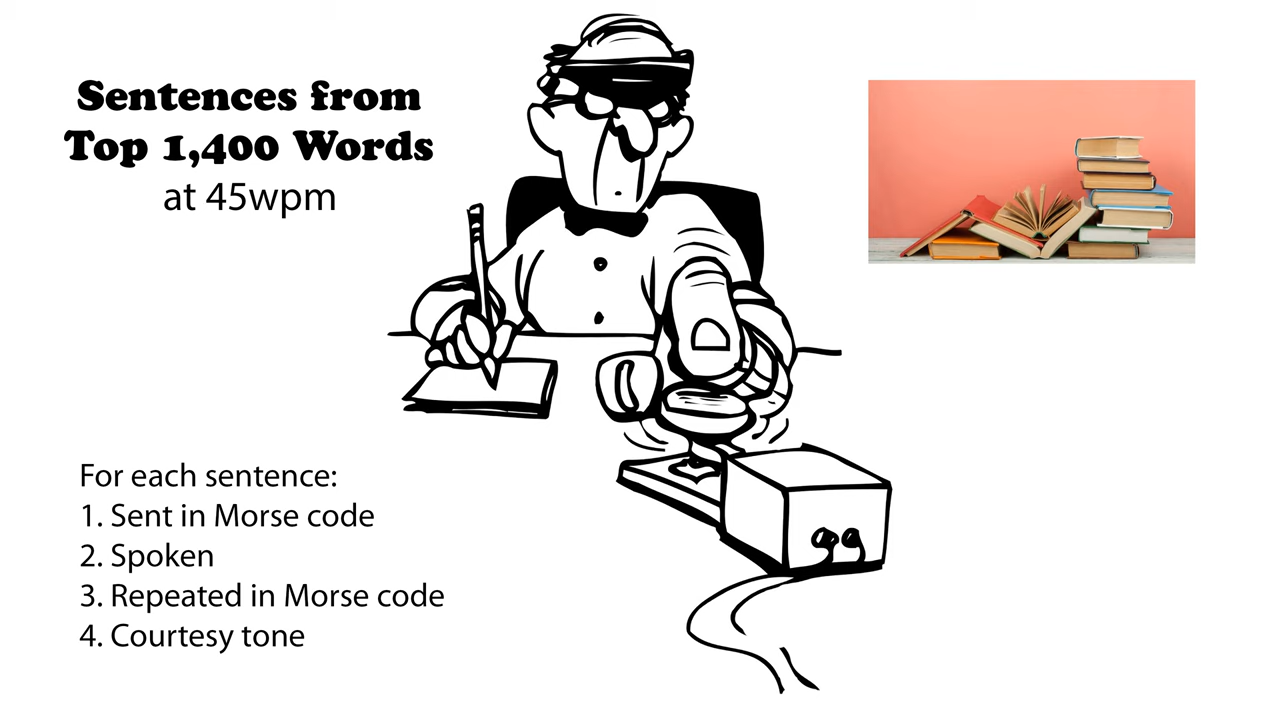 Sentences from
Top 1,400 Words
at 45wpm
For each sentence:
1. Sent in Morse code
2. Spoken
3. Repeated in Morse code
4. Courtesy tone